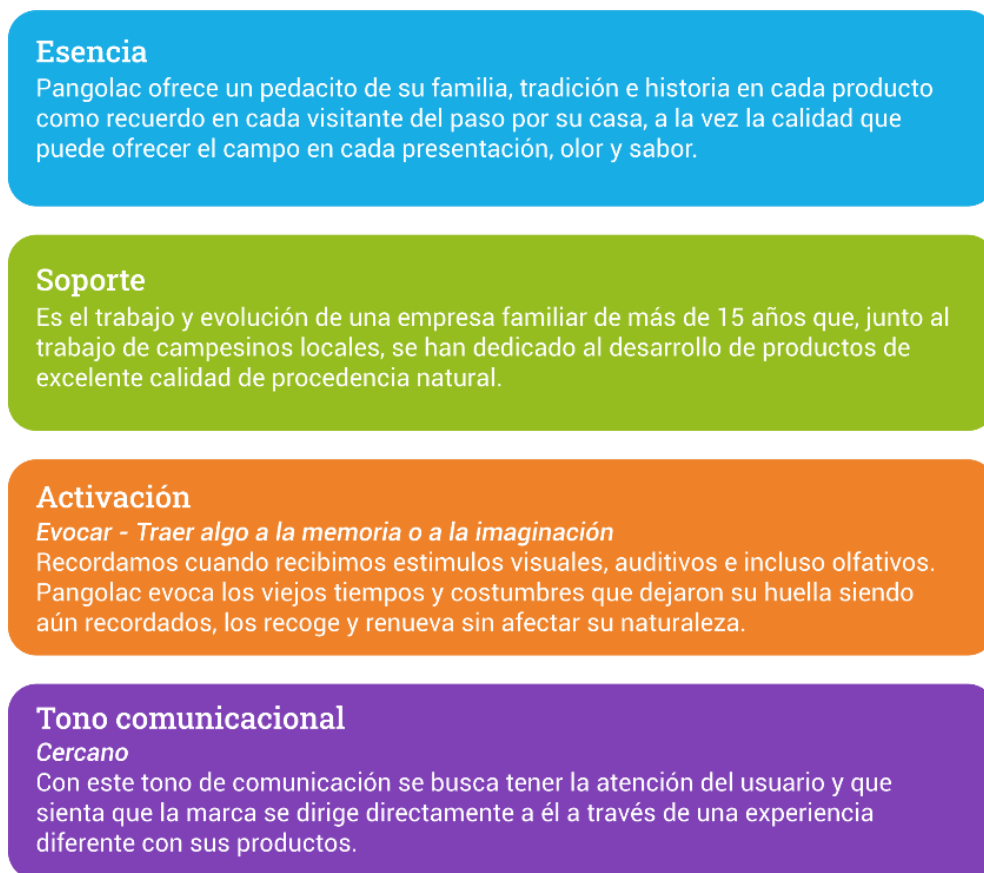 Esencia
Pangolac ofrece un pedacito de su familia, tradición e historia en cada producto
como recuerdo en cada visitante del paso por su casa, a la vez la calidad que
puede ofrecer el campo en cada presentación, olor y sabor.
Soporte
Es el trabajo y evolución de una empresa familiar de más de 15 años que, junto al
trabajo de campesinos locales, se han dedicado al desarrollo de productos de
excelente calidad de procedencia natural.
Activación
Evocar - Traer algo a la memoria o a la imaginación
Recordamos cuando recibimos estimulos visuales, auditivos e incluso olfativos.
Pangolac evoca los viejos tiempos y costumbres que dejaron su huella siendo
aún recordados, los recoge y renueva sin afectar su naturaleza.
Tono comunicacional
Cercano
Con este tono de comunicación se busca tener la atención del usuario y que
sienta que la marca se dirige directamente a él a través de una experiencia
diferente con sus productos.